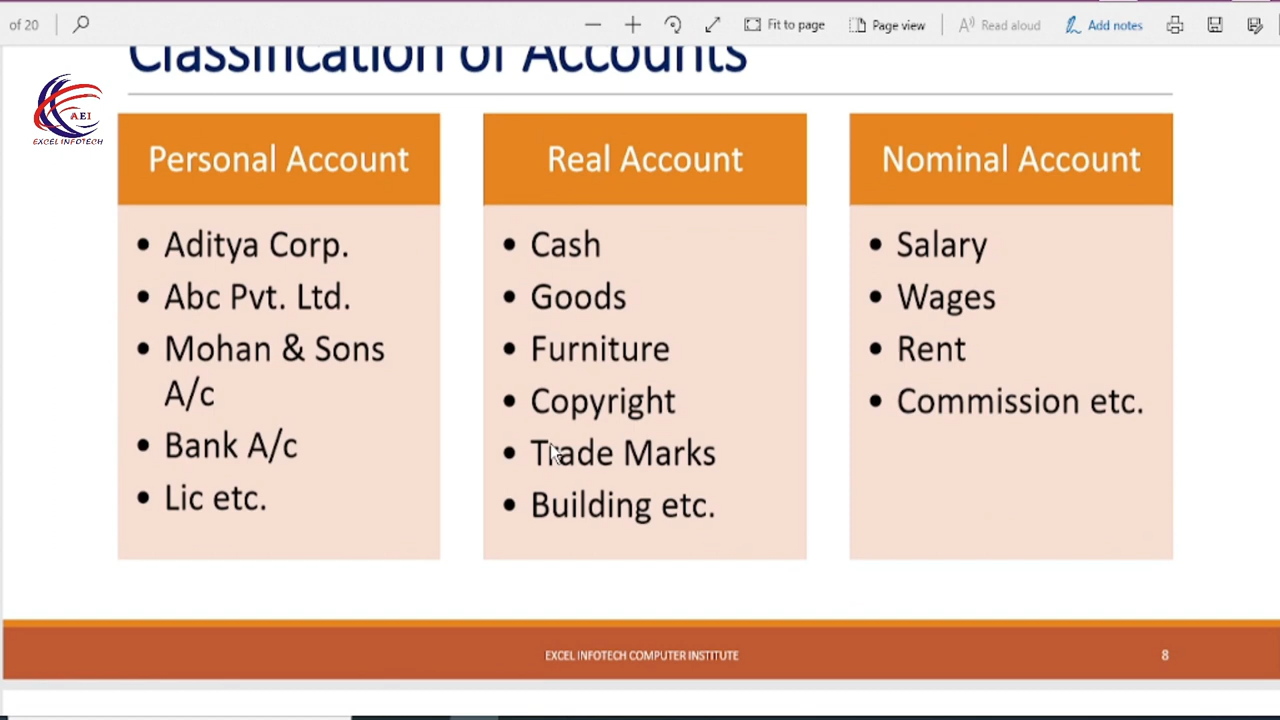 of 20
Fit to page
Page view
Read aloud
Add notes
Classification of Accounts
AEI
EXCEL INFOTECH
Personal Account
• Aditya Corp.
• Abc Pvt. Ltd.
• Mohan & Sons
A/c
• Bank A/c
• Lic etc.
Real Account
• Cash
• Goods
• Furniture
• Copyright
• Trade Marks
• Building etc.
Nominal Account
• Salary
• Wages
• Rent
• Commission etc.
EXCEL INFOTECH COMPUTER INSTITUTE
8